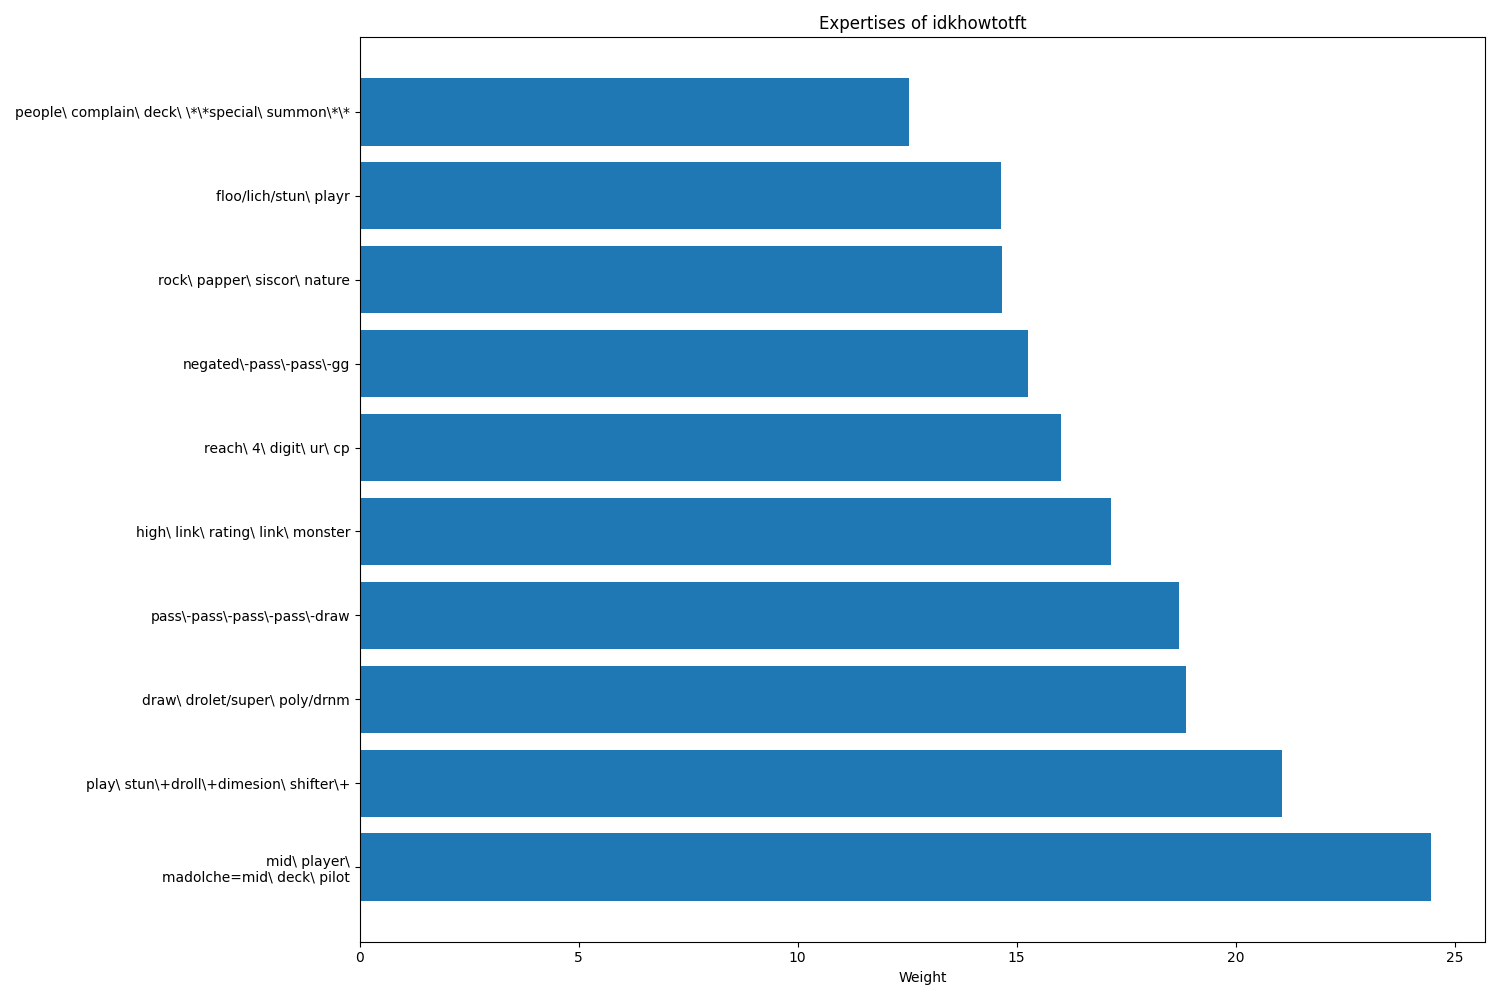 Expertises of idkhowtotft
people\ complain\ deck\ \*\*special\ summon\*\*
floo/lich/stun\ playr
rock\ papper\ siscor\ nature
negated\-pass\-pass\-gg
reach\ 4\ digit\ ur\ cp
high\ link\ rating\ link\ monster
pass\-pass\-pass\-pass\-draw
draw\ drolet/super\ poly/drnm
play\ stun\+droll\+dimesion\ shifter\+
mid\ player\
madolche=mid\ deck\ pilot
0 5 10 15 20 25
Weight